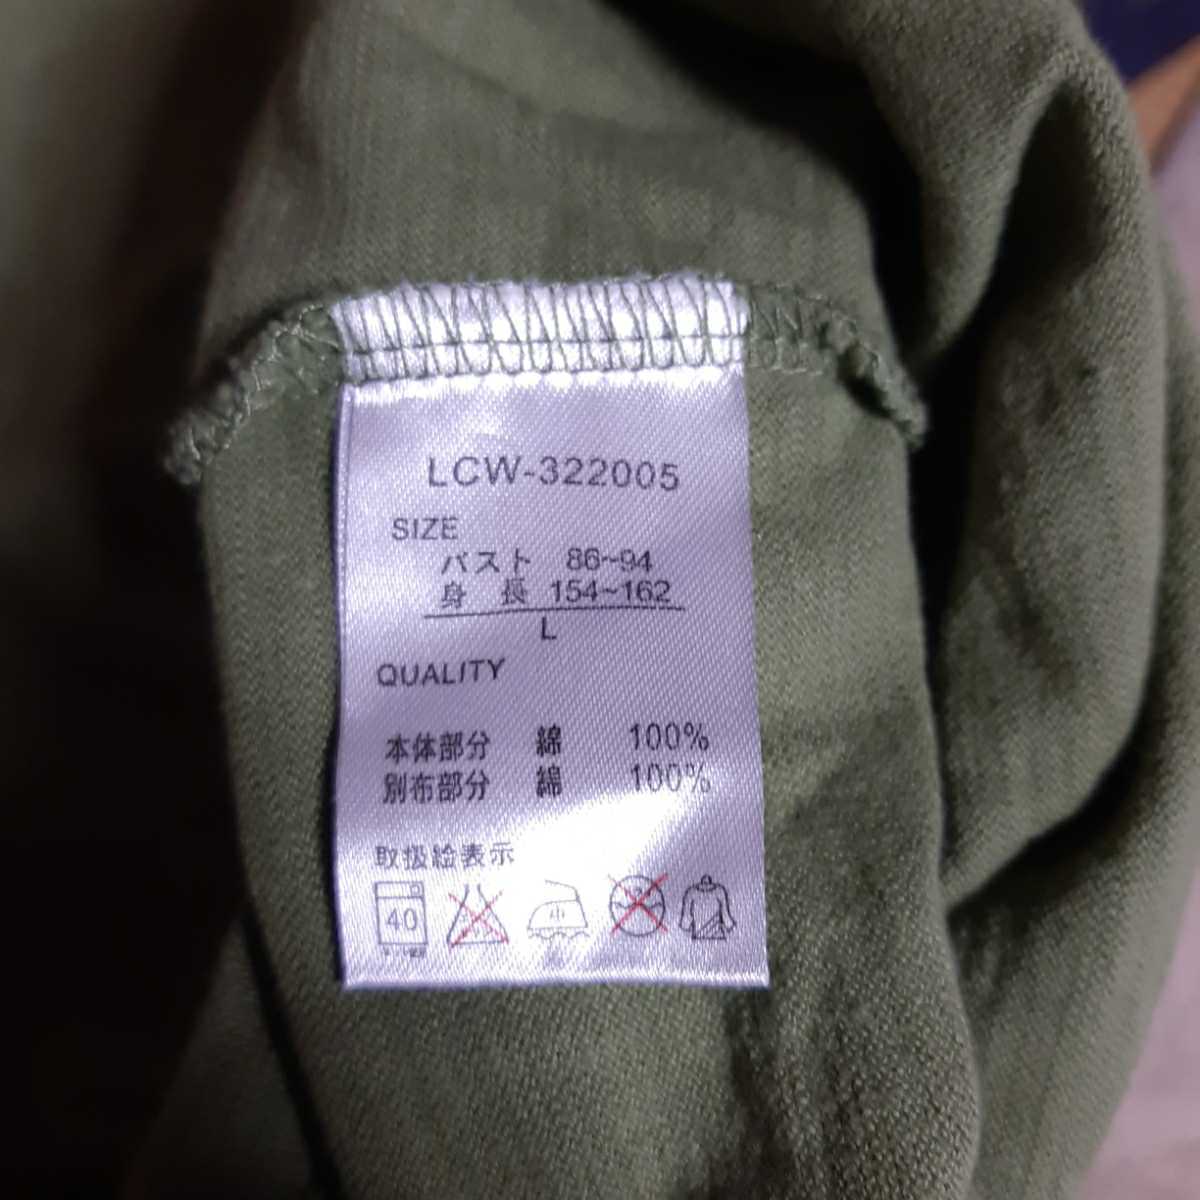 LCW-322005
SIZE
バスト 86~94
身 長 154~162
L
QUALITY
本体部分 綿 100%
別布部分 綿 100%
取扱絵表示
40 中